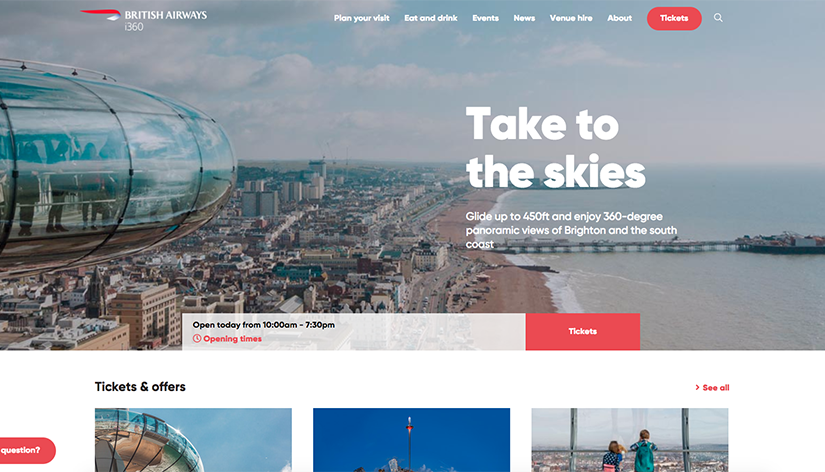 BRITISH AIRWAYS
i360
Plan your visit Eat and drink Events News Venue hire About Tickets
Take to
the skies
Glide up to 450ft and enjoy 360-degree
panoramic views of Brighton and the south
coast
Open today from 10:00am - 7:30pm
Opening times
Tickets
Tickets & offers
See all
question?